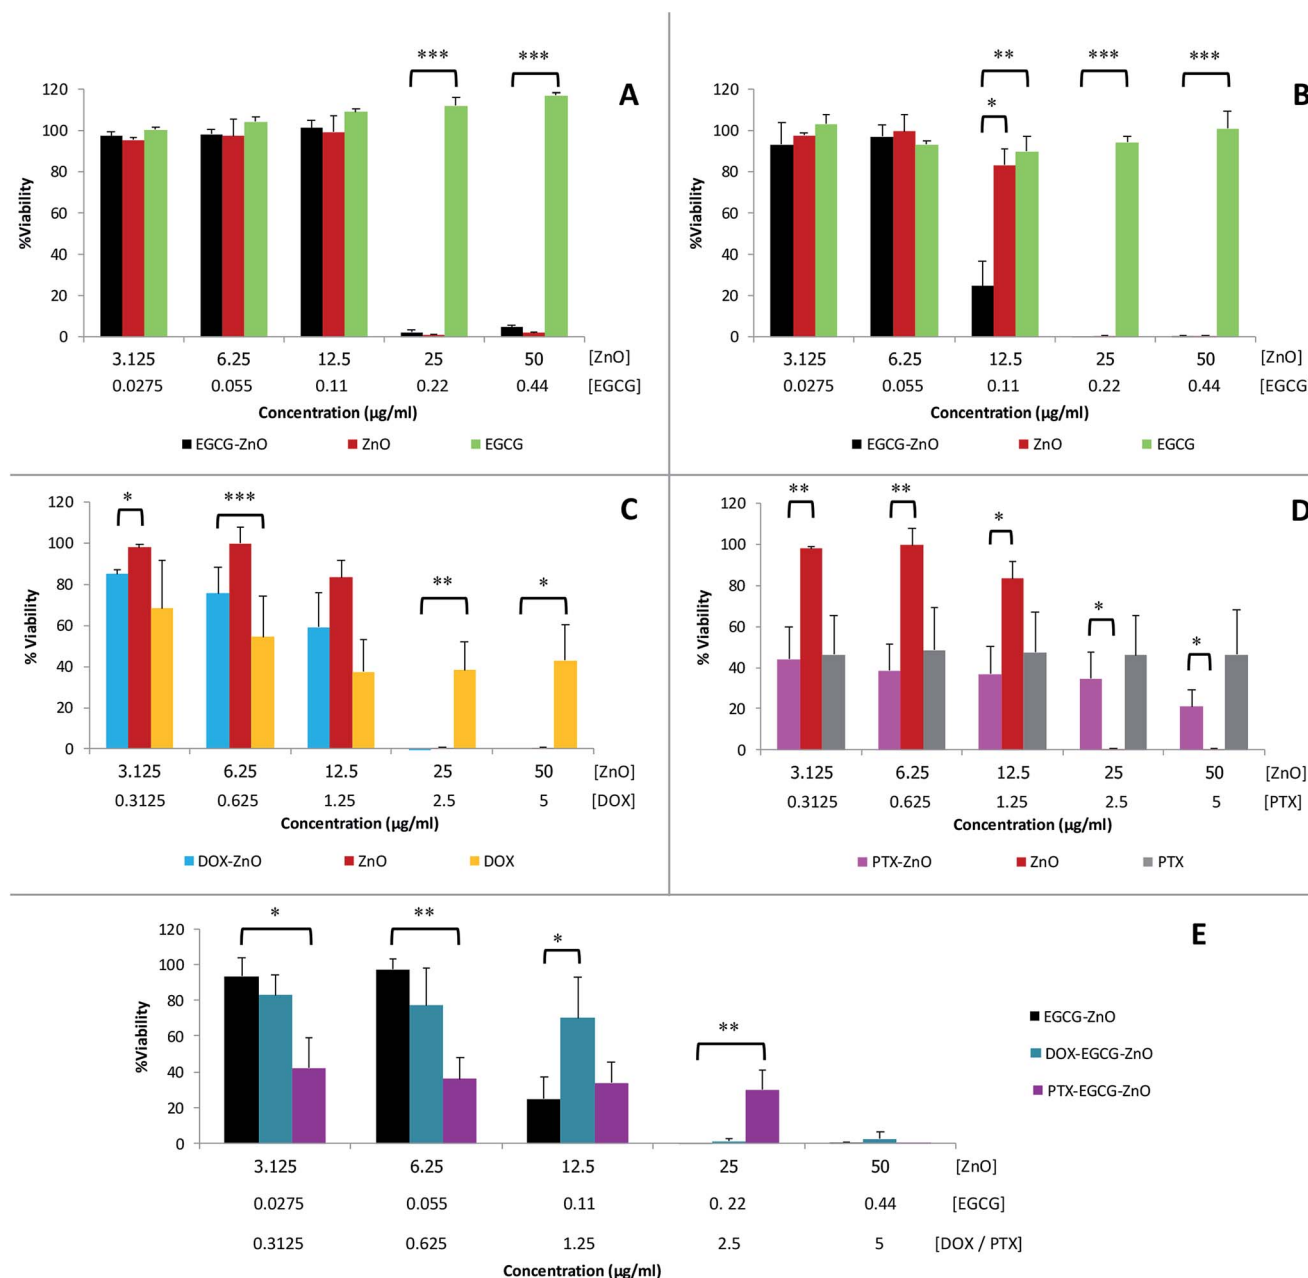 *** ***
A
120
100
80
60
40
20
0
%Viability
3.125 6.25 12.5 25 50 [ZnO]
0.0275 0.055 0.11 0.22 0.44 [EGCG]
Concentration (µg/ml)
EGCG-ZnO ZnO EGCG
** *** ***
*
B
120
100
80
60
40
20
0
%Viability
3.125 6.25 12.5 25 50 [ZnO]
0.0275 0.055 0.11 0.22 0.44 [EGCG
Concentration (µg/ml)
EGCG-ZnO ZnO EGCG
* ***
** *
C
120
100
80
60
40
20
0
% Viability
3.125 6.25 12.5 25 50 [ZnO]
0.3125 0.625 1.25 2.5 5 [DOX]
Concentration (µg/ml)
DOX-ZnO ZnO DOX
** ** *
* *
D
120
100
80
60
40
20
0
% Viability
3.125 6.25 12.5 25 50 [ZnO]
0.3125 0.625 1.25 2.5 5 [PTX]
Concentration (µg/ml)
PTX-ZnO ZnO PTX
* ** *
**
E
120
100
80
60
40
20
0
%Viability
EGCG-ZnO
DOX-EGCG-ZnO
PTX-EGCG-ZnO
3.125 6.25 12.5 25 50 [ZnO]
0.0275 0.055 0.11 0. 22 0.44 [EGCG]
0.3125 0.625 1.25 2.5 5 [DOX / PTX]
Concentration (µg/ml)